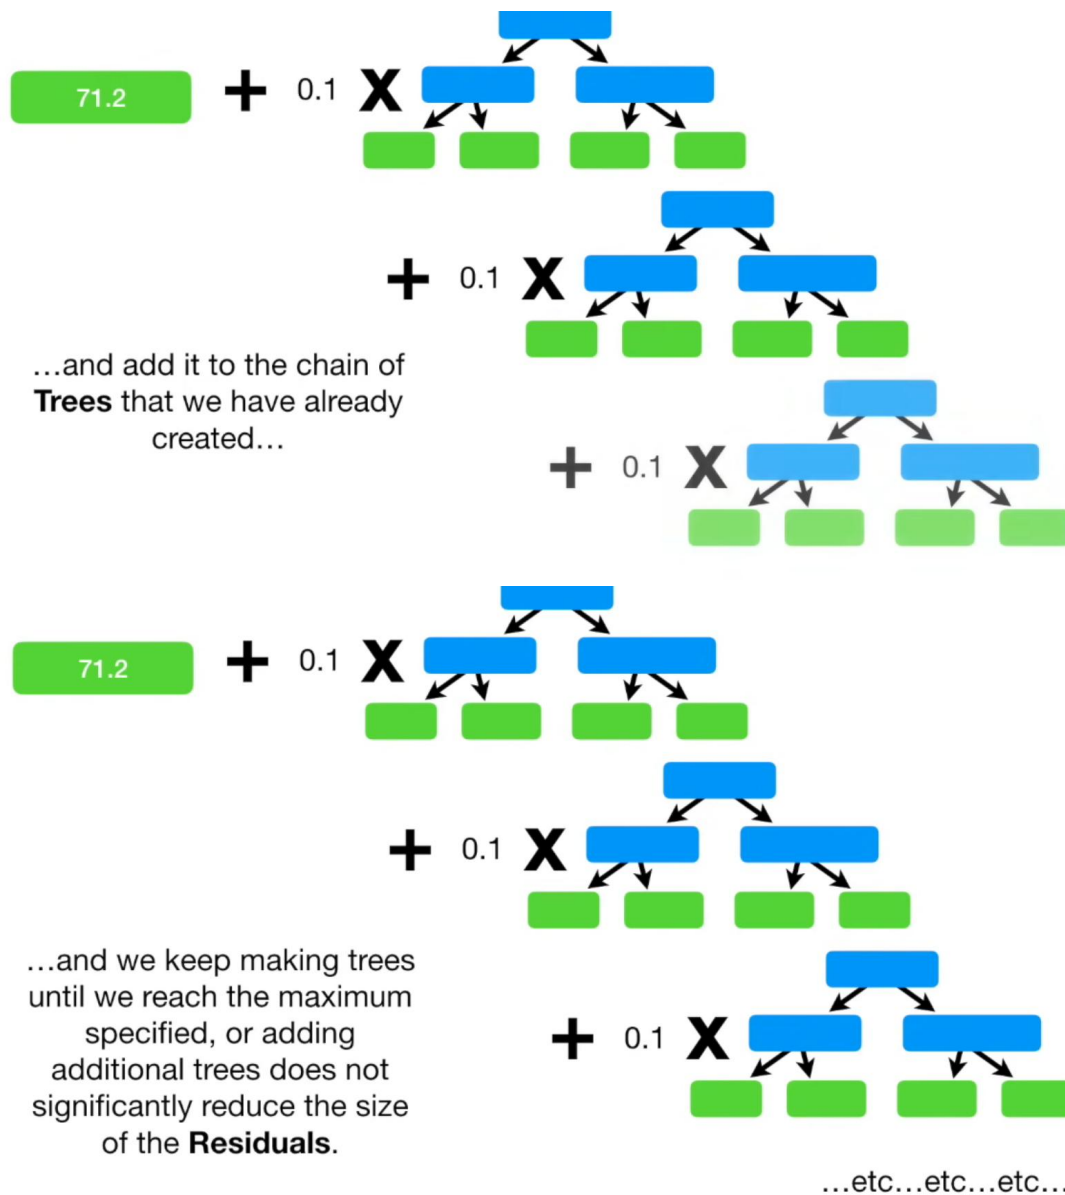 71.2 + 0.1 X
+ 0.1 X
…and add it to the chain of
Trees that we have already
created…
+ 0.1 X
71.2 + 0.1 X
+ 0.1 X
…and we keep making trees
until we reach the maximum
specified, or adding
additional trees does not
significantly reduce the size
of the Residuals.
+ 0.1 X
…etc…etc…etc…